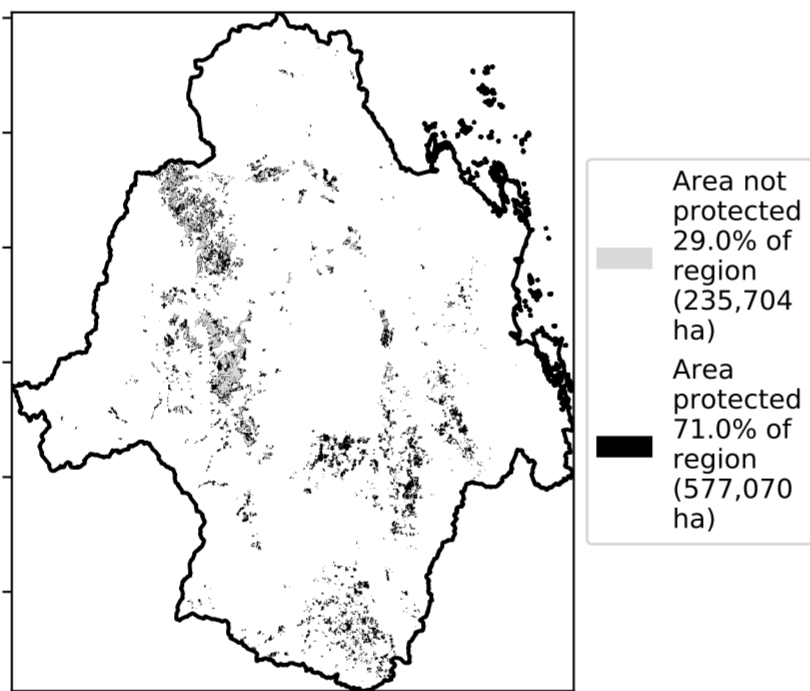 Area not
protected
29.0% of
region
(235,704
ha)
Area
protected
71.0% of
region
(577,070
ha)